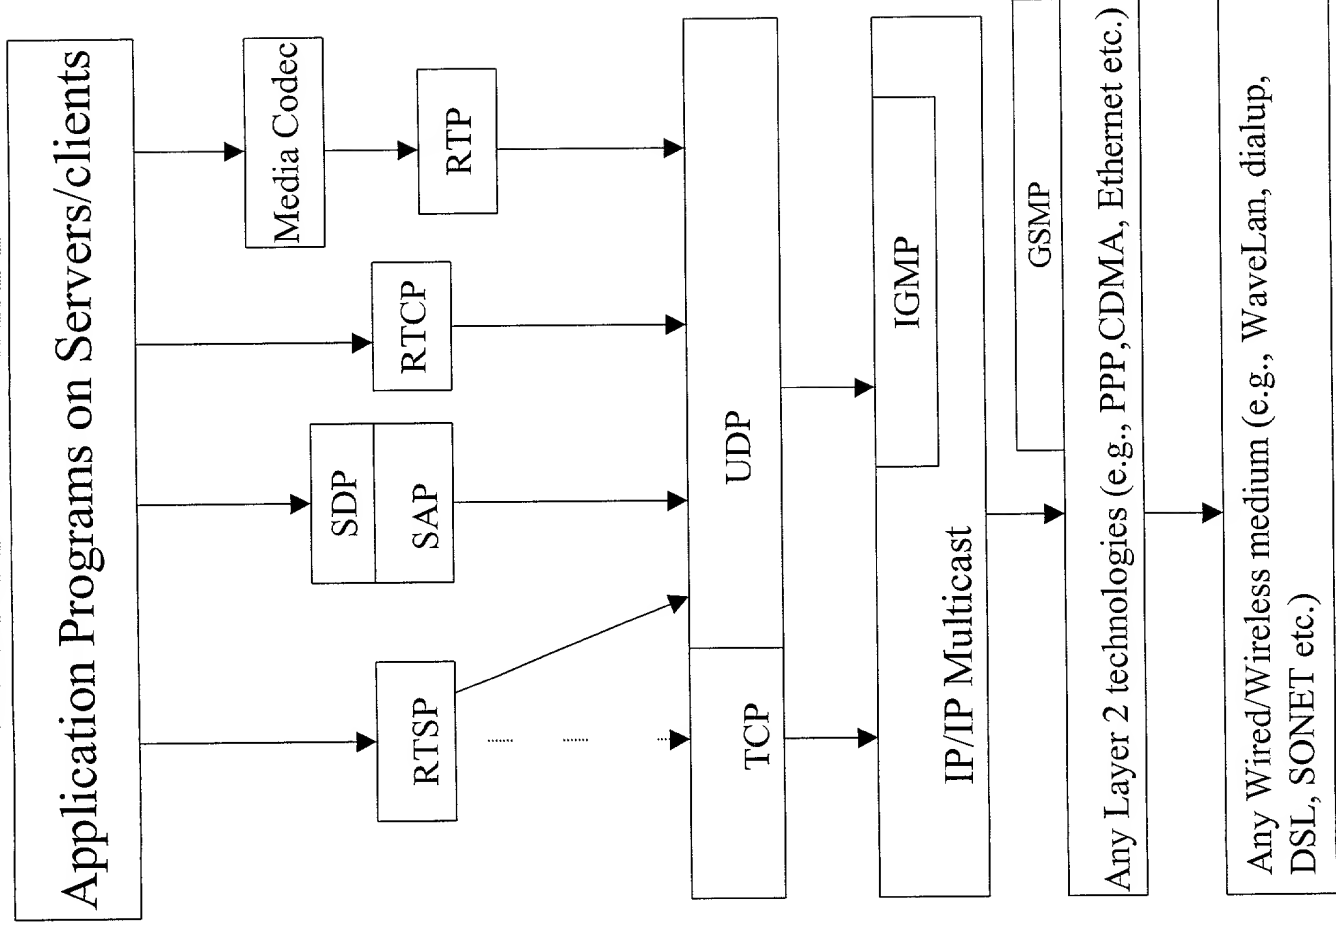 Application Programs on Servers/clients
RTSP
SDP
SAP
RTCP
Media Codec
RTP
TCP
UDP
IP/IP Multicast
IGMP
GSMP
Any Layer 2 technologies (e.g., PPP,CDMA, Ethernet etc.)
Any Wired/Wireless medium (e.g., WaveLan, dialup,
DSL, SONET etc.)